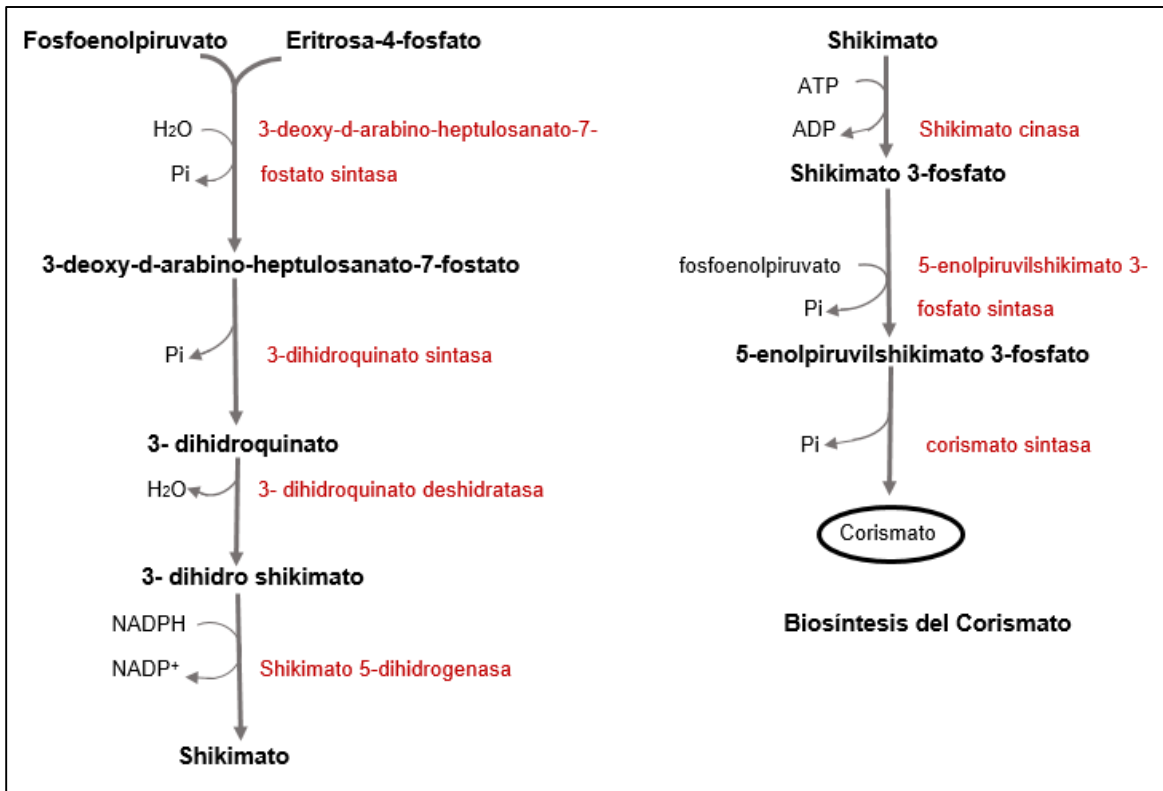 Fosfoenolpiruvato
Eritrosa-4-fosfato
H2O
3-deoxy-d-arabino-heptulosanato-7-
Pi
fostato sintasa
3-deoxy-d-arabino-heptulosanato-7-fostato
Pi
3-dihidroquinato sintasa
3- dihidroquinato
H2O
3- dihidroquinato deshidratasa
3- dihidro shikimato
NADPH
NADP+
Shikimato 5-dihidrogenasa
Shikimato
Shikimato
ATP
ADP
Shikimato cinasa
Shikimato 3-fosfato
fosfoenolpiruvato
5-enolpiruvilshikimato 3-
Pi
fosfato sintasa
5-enolpiruvilshikimato 3-fosfato
Pi
corismato sintasa
Corismato
Biosíntesis del Corismato